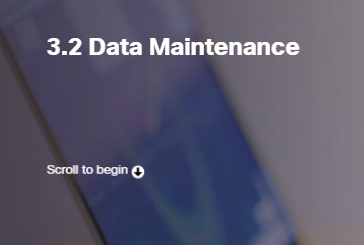 3.2 Data Maintenance
Scroll to begin